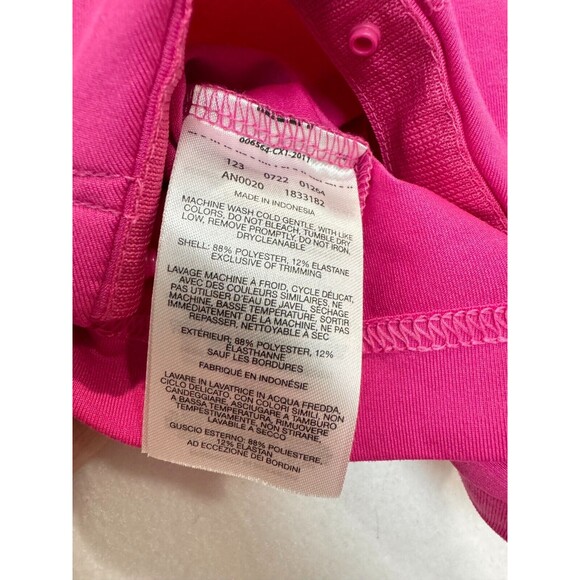 006564-CX1-2011
123 0722 01264
AN0020 1833182
MADE IN INDONESIA
MACHINE WASH COLD GENTLE, WITH LIKE
COLORS, DO NOT BLEACH, TUMBLE DRY
LOW, REMOVE PROMPTLY, DO NOT IRON,
DRYCLEANABLE
SHELL: 88% POLYESTER, 12% ELASTANE
EXCLUSIVE OF TRIMMING
LAVAGE MACHINE À FROID, CYCLE DÉLICAT,
AVEC DES COULEURS SIMILAIRES, NE
PAS UTILISER D'EAU DE JAVEL, SÉCHAGE
MACHINE, BASSE TEMPÉRATURE, SORTIR
IMMÉDIATEMENT DE LA MACHINE, NE PAS
REPASSER, NETTOYABLE A SEC
EXTÉRIEUR: 88% POLYESTER, 12%
ÉLASTHANNE
SAUF LES BORDURES
FABRIQUÉ EN INDONÉSIE
LAVARE IN LAVATRICE IN ACQUA FREDDA,
CICLO DELICATO, CON COLORI SIMILI, NON
CANDEGGIARE, ASCIUGARE A TAMBURO
A BASSA TEMPERATURA, RIMUOVERE
TEMPESTIVAMENTE, NON STIRARE,
LAVABILE A SECCO
GUSCIO ESTERNO: 88% POLIESTERE,
12% ELASTAN
AD ECCEZIONE DEI BORDINI